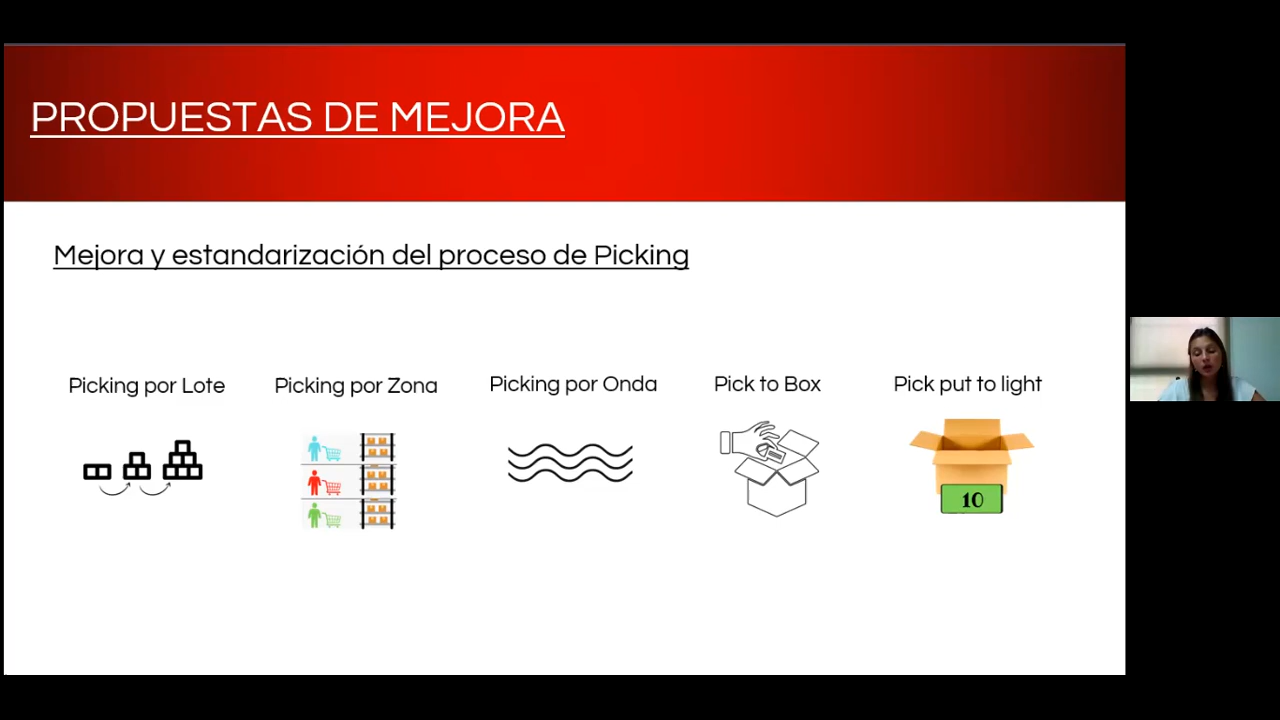 PROPUESTAS DE MEJORA
Mejora y estandarización del proceso de Picking
Picking por Lote
Picking por Zona
Picking por Onda
Pick to Box
Pick put to light
10